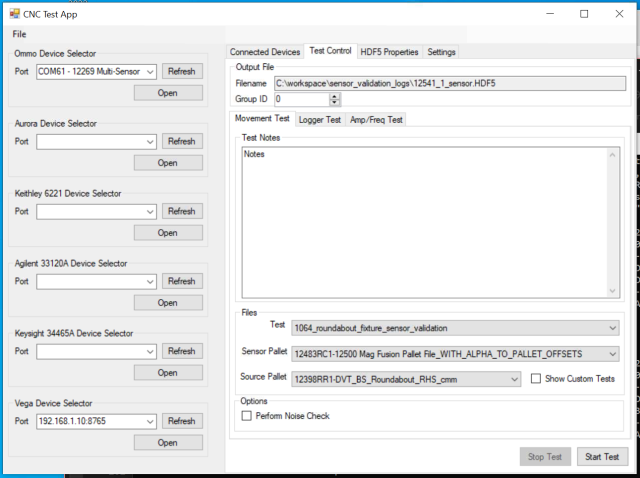 CNC Test App
File
Ommo Device Selector
Port COM61 - 12269 Multi-Sensor Refresh
Open
Aurora Device Selector
Port Refresh
Open
Keithley 6221 Device Selector
Port Refresh
Open
Agilent 33120A Device Selector
Port Refresh
Open
Keysight 34465A Device Selector
Port Refresh
Open
Vega Device Selector
Port 192.168.1.10:8765 Refresh
Open
Connected Devices Test Control HDF5 Properties Settings
Output File
Filename C:\workspace\sensor_validation_logs\12541_1_sensor.HDF5
Group ID 0
Movement Test Logger Test Amp/Freq Test
Test Notes
Notes
Files
Test 1064_roundabout_fixture_sensor_validation
Sensor Pallet 12483RC1-12500 Mag Fusion Pallet File_WITH_ALPHA_TO_PALLET_OFFSETS
Source Pallet 12398RR1-DVT_BS_Roundabout_RHS_cmm Show Custom Tests
Options
Perform Noise Check
Stop Test Start Test